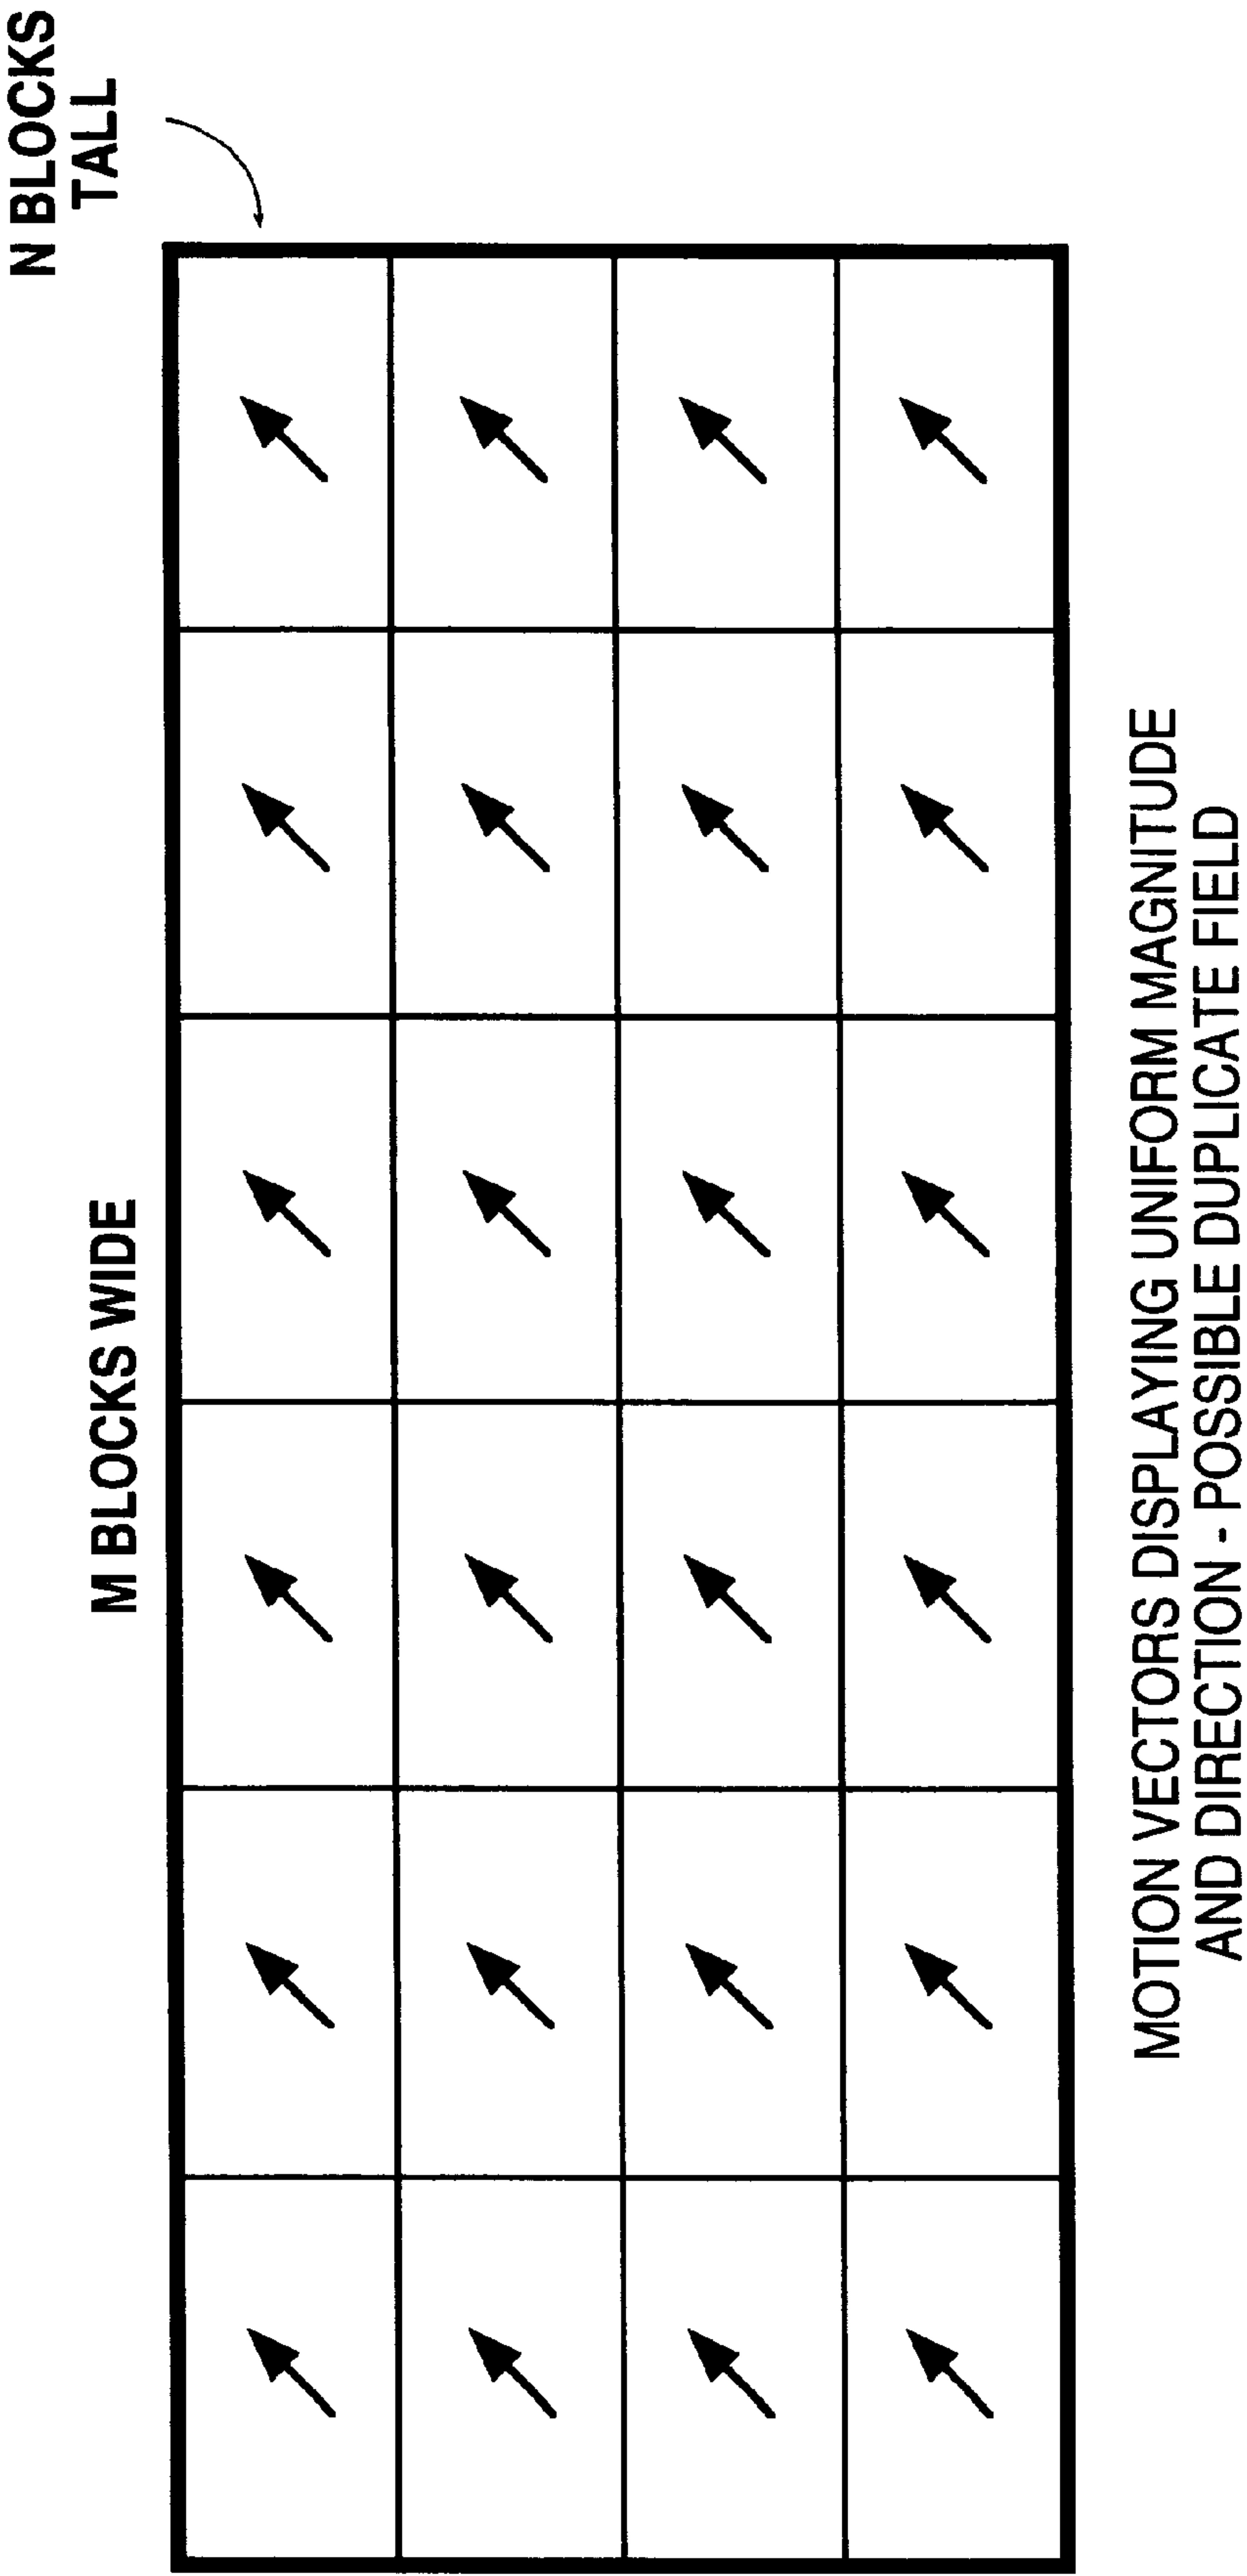 N BLOCKS
TALL
M BLOCKS WIDE
MOTION VECTORS DISPLAYING UNIFORM MAGNITUDE
AND DIRECTION - POSSIBLE DUPLICATE FIELD